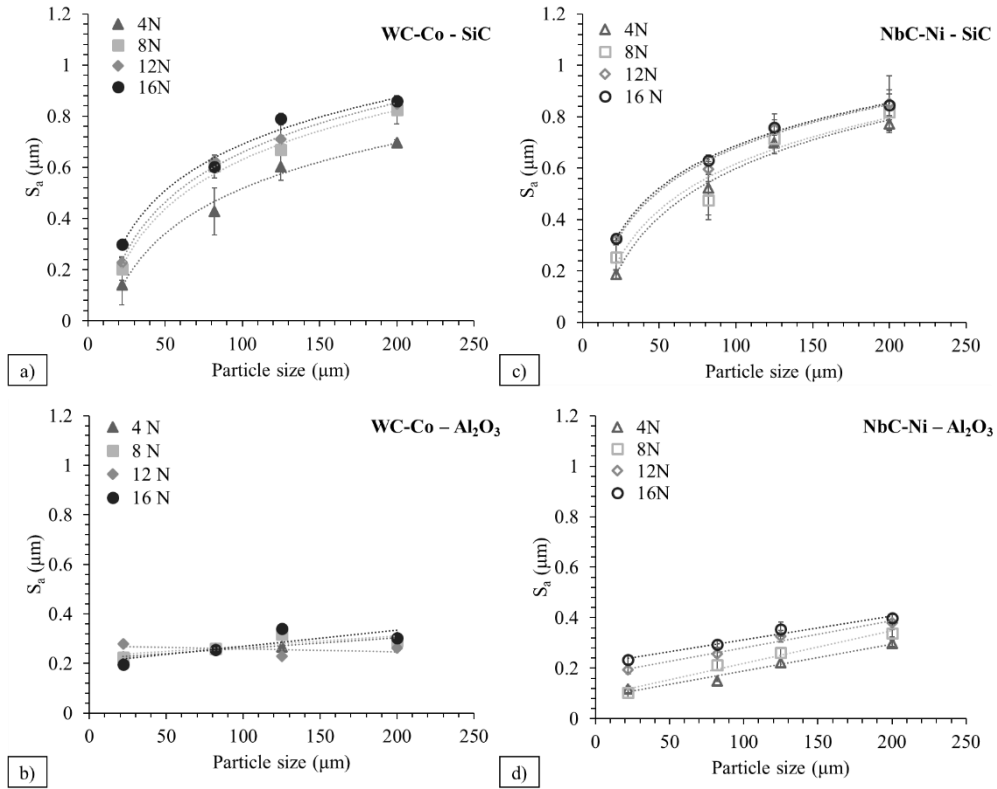 WC-Co - SiC
4N
8N
12N
16N
1.2
1
0.8
0.6
0.4
0.2
0
Sa (μm)
0 50 100 150 200 250
Particle size (μm)
a)
NbC-Ni - SiC
4N
8N
12N
16 N
1.2
1
0.8
0.6
0.4
0.2
0
Sa (μm)
0 50 100 150 200 250
Particle size (μm)
c)
WC-Co – Al₂O₃
4 N
8 N
12 N
16 N
1.2
1
0.8
0.6
0.4
0.2
0
Sa (μm)
0 50 100 150 200 250
Particle size (μm)
b)
NbC-Ni – Al₂O₃
4N
8N
12N
16N
1.2
1
0.8
0.6
0.4
0.2
0
Sa (μm)
0 50 100 150 200 250
Particle size (μm)
d)